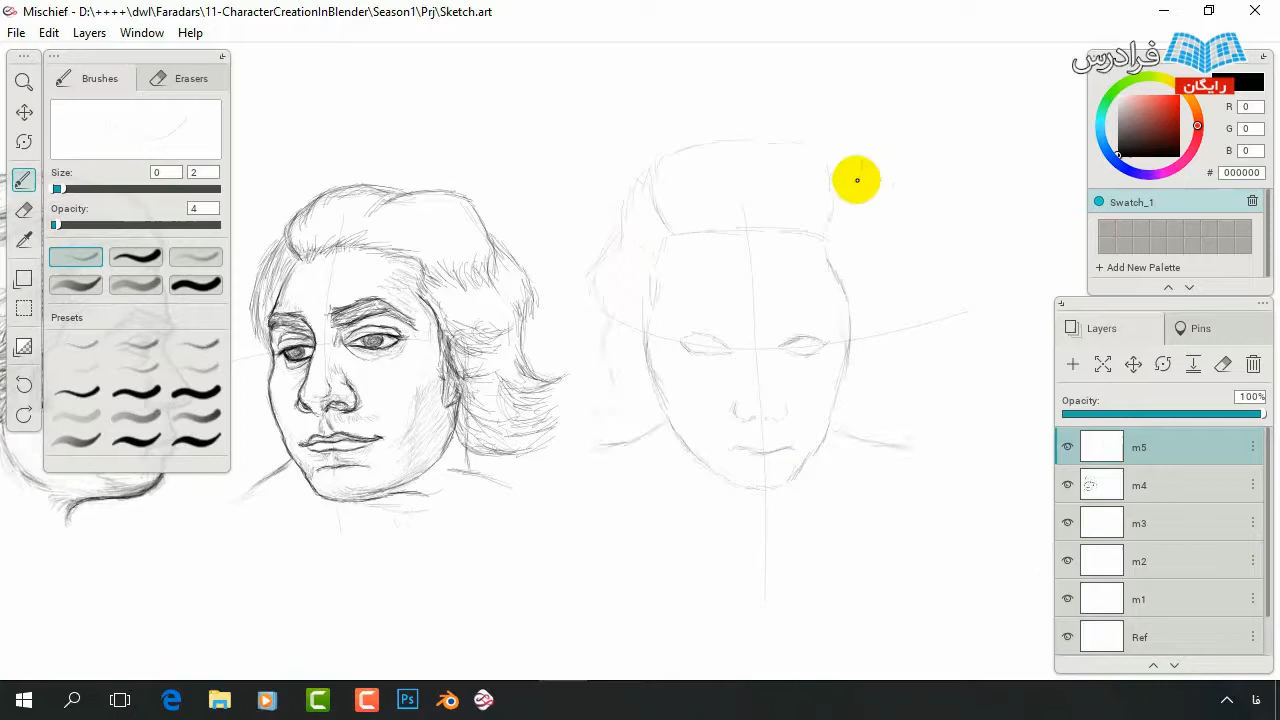 Mischief - D:\++++\dwl\Faradars\11-CharacterCreationInBlender\Season1\Prj\Sketch.art
File Edit Layers Window Help
فرادرس
رایگان
Brushes Erasers
Size: 0 2
Opacity: 4
Presets
R 0
G 0
B 0
# 000000
Swatch_1
+ Add New Palette
Layers Pins
Opacity: 100%
m5
m4
m3
m2
m1
Ref
Ps
فا